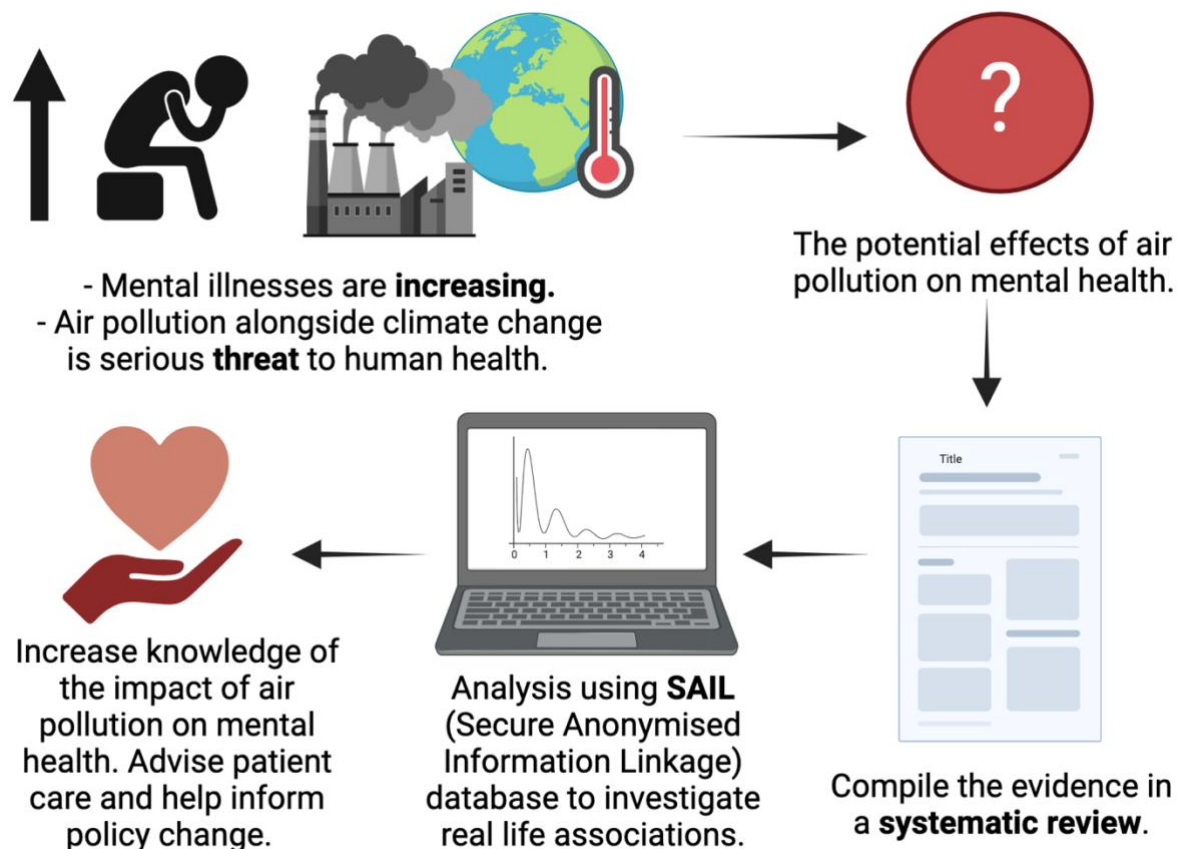 ?
- Mental illnesses are increasing.
- Air pollution alongside climate change
is serious threat to human health.
The potential effects of air
pollution on mental health.
Title
Compile the evidence in
a systematic review.
0 1 2 3 4
Analysis using SAIL
(Secure Anonymised
Information Linkage)
database to investigate
real life associations.
Increase knowledge of
the impact of air
pollution on mental
health. Advise patient
care and help inform
policy change.